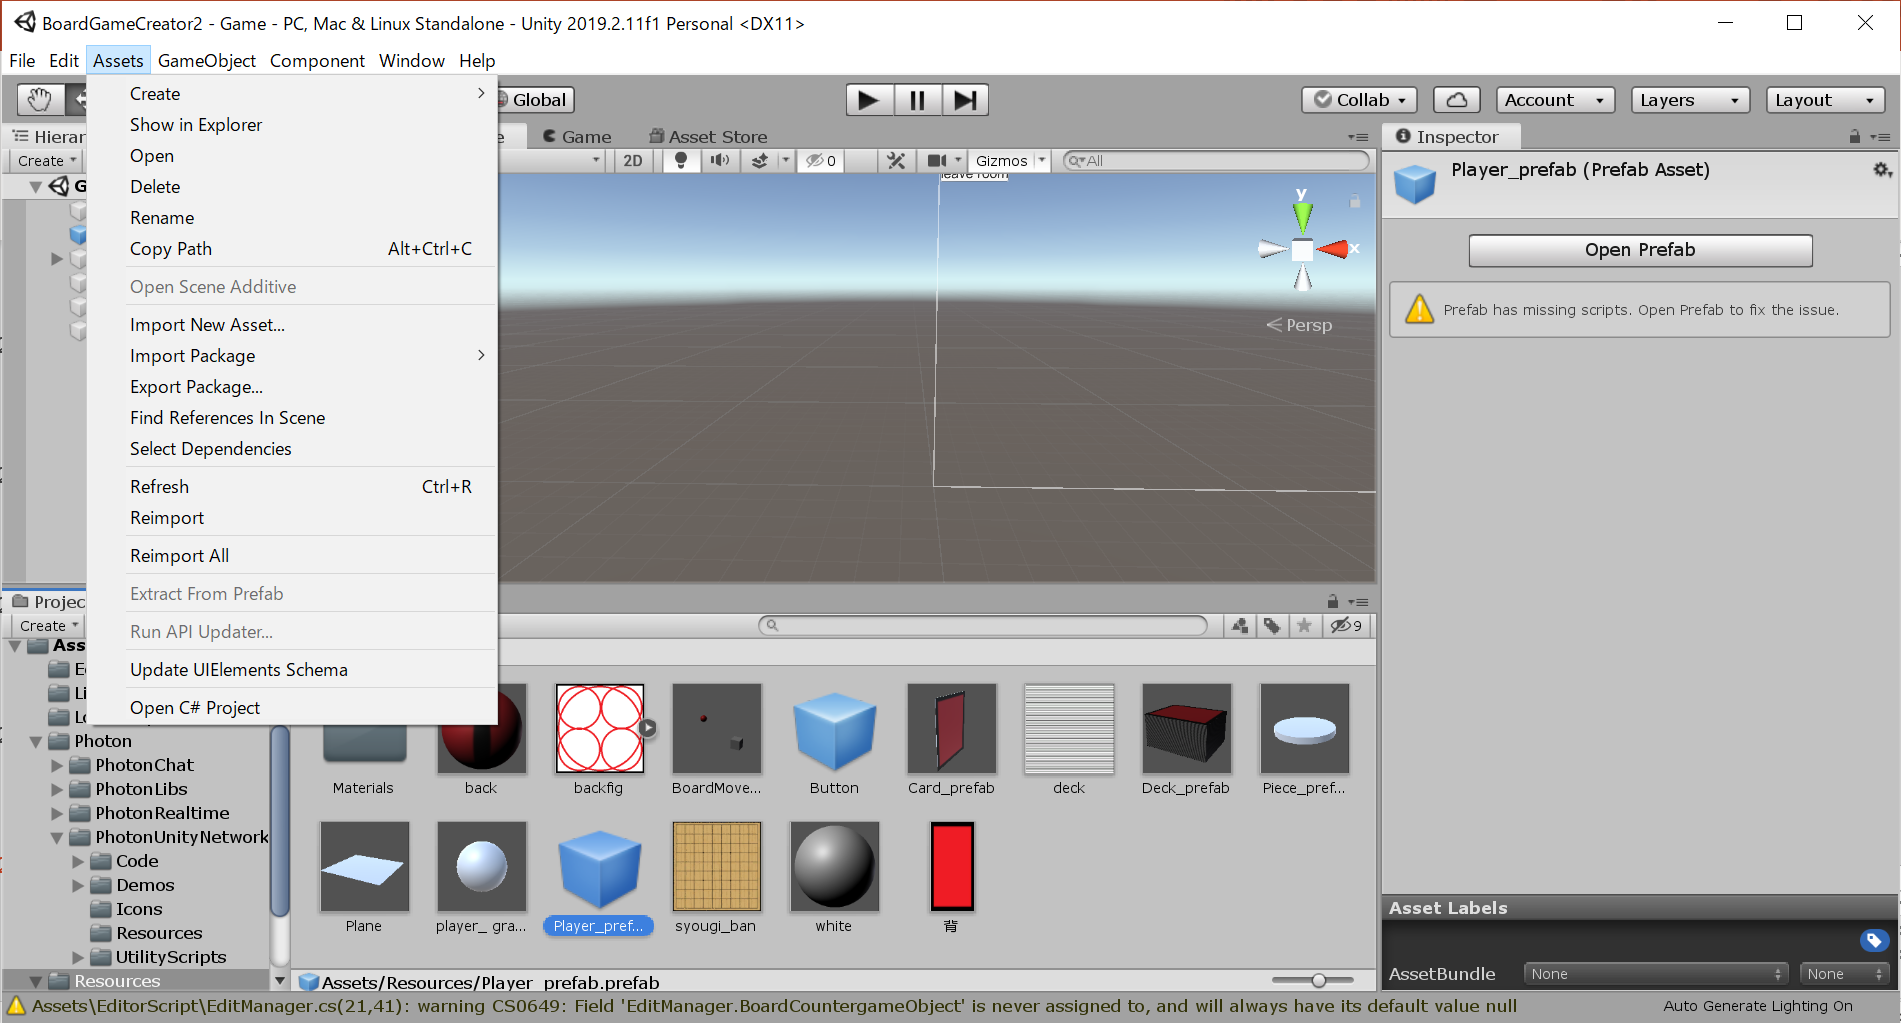 BoardGameCreator2 - Game - PC, Mac & Linux Standalone - Unity 2019.2.11f1 Personal <DX11>
File Edit Assets GameObject Component Window Help
Global
Collab
Account
Layers
Layout
Create
Show in Explorer
Open
Delete
Rename
Copy Path Alt+Ctrl+C
Open Scene Additive
Import New Asset...
Import Package
Export Package...
Find References In Scene
Select Dependencies
Refresh Ctrl+R
Reimport
Reimport All
Extract From Prefab
Run API Updater...
Update UIElements Schema
Open C# Project
Hierar
Create
G
Game
Asset Store
2D
0
Gizmos
All
leave room
y
x
Persp
Inspector
Player_prefab (Prefab Asset)
Open Prefab
Prefab has missing scripts. Open Prefab to fix the issue.
Projec
Create
9
Ass
E
Li
Photon
PhotonChat
PhotonLibs
PhotonRealtime
PhotonUnityNetwork
Code
Demos
Icons
Resources
UtilityScripts
Resources
Materials
back
backfig
BoardMove...
Button
Card_prefab
deck
Deck_prefab
Piece_pref...
Plane
player_ gra...
Player_pref...
syougi_ban
white
背
Assets/Resources/Player_prefab.prefab
Asset Labels
AssetBundle None None
Assets\EditorScript\EditManager.cs(21,41): warning CS0649: Field 'EditManager.BoardCountergameObject' is never assigned to, and will always have its default value null
Auto Generate Lighting On